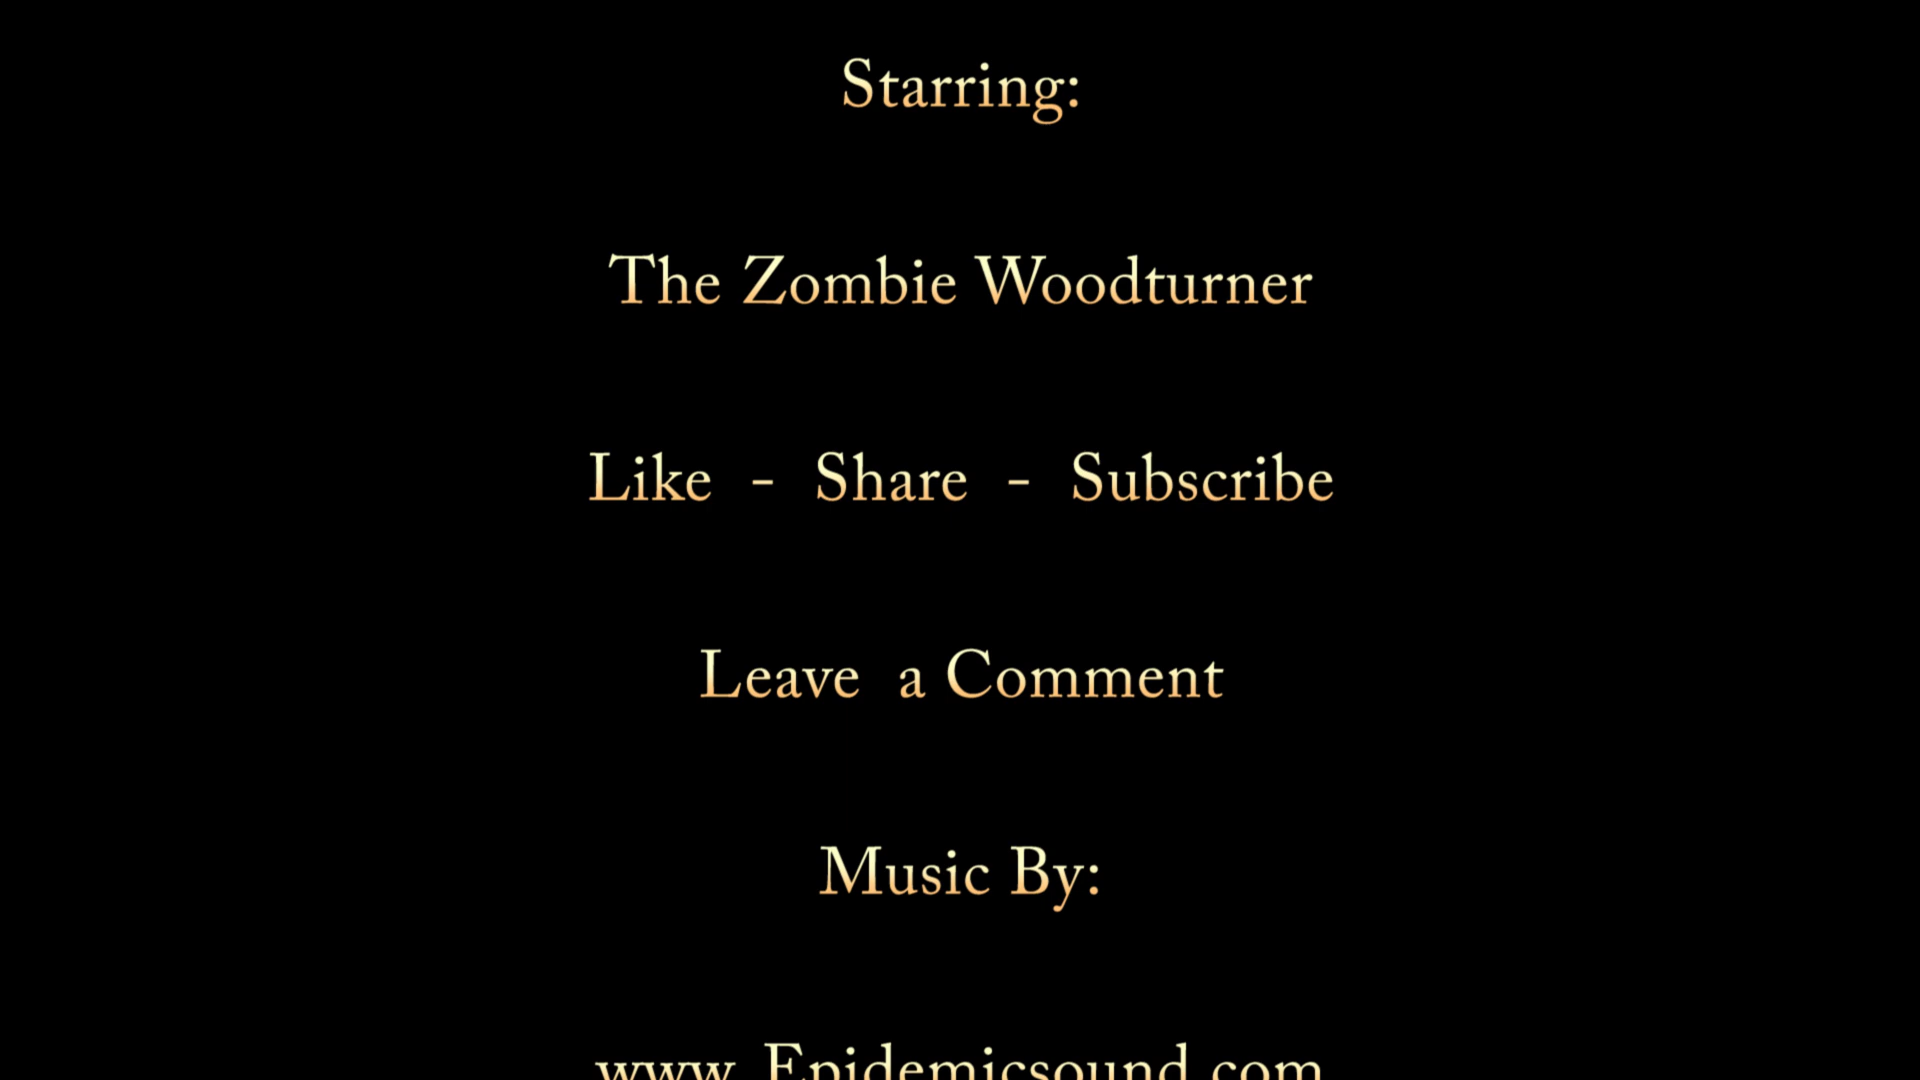 Starring:
The Zombie Woodturner
Like - Share - Subscribe
Leave a Comment
Music By:
www.Epidemicsound.com